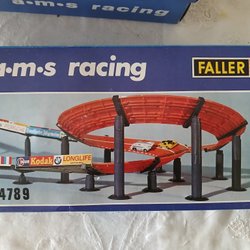 a·m·s racing
a·m·s racing
FALLER
Kodak LONGLIFE
4789